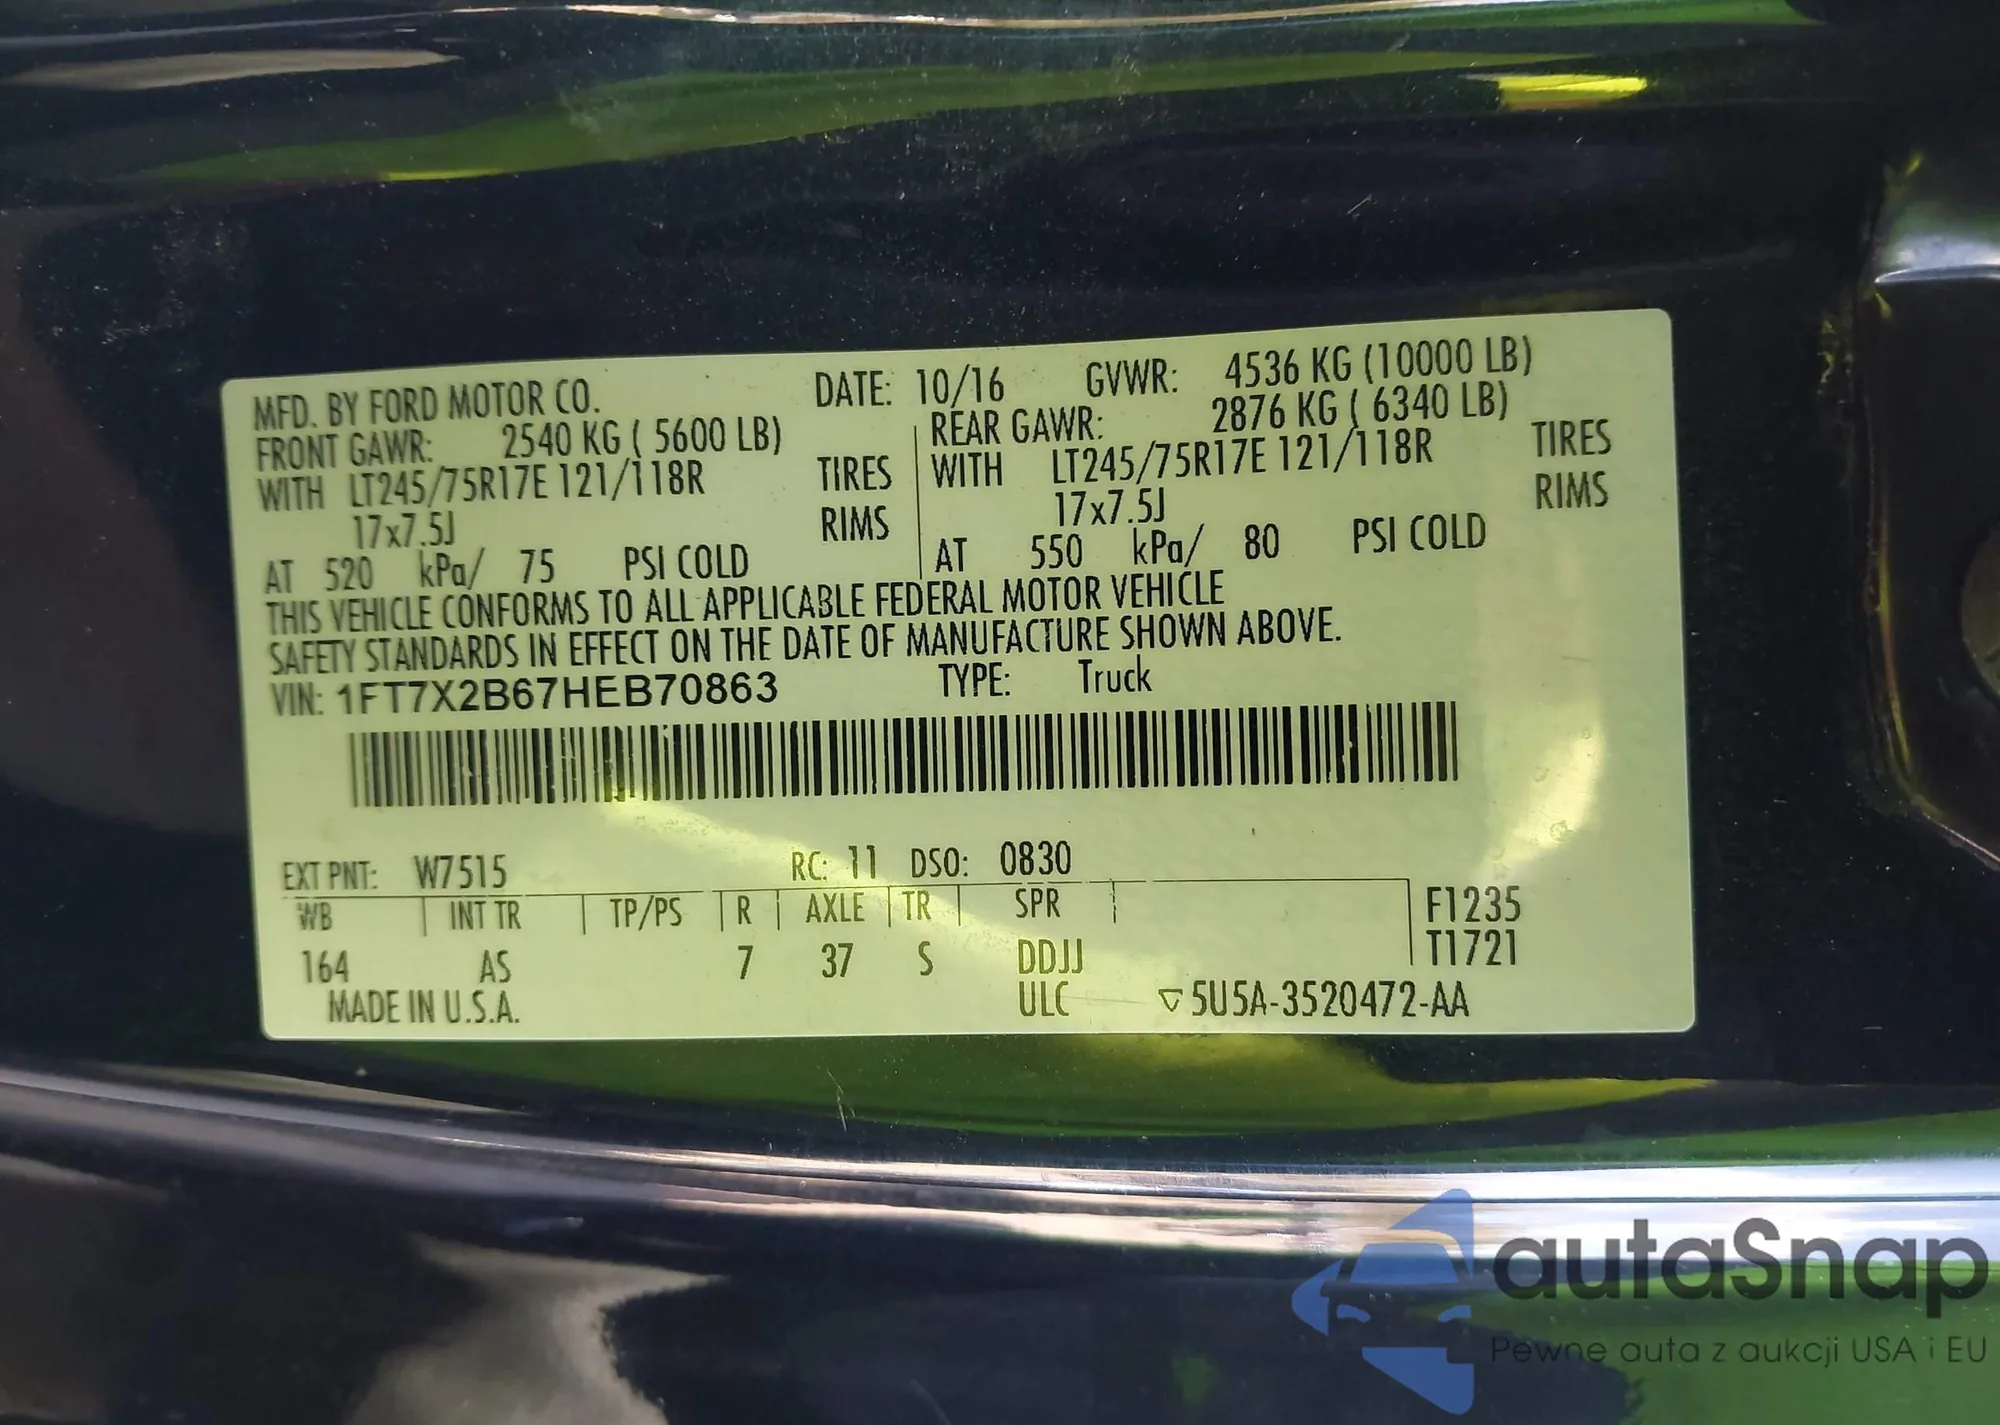 MFD. BY FORD MOTOR CO. DATE: 10/16 GVWR: 4536 KG (10000 LB)
FRONT GAWR: 2540 KG ( 5600 LB) REAR GAWR: 2876 KG ( 6340 LB)
WITH LT245/75R17E 121/118R TIRES WITH LT245/75R17E 121/118R TIRES
17x7.5J RIMS 17x7.5J RIMS
AT 520 kPa/ 75 PSI COLD AT 550 kPa/ 80 PSI COLD
THIS VEHICLE CONFORMS TO ALL APPLICABLE FEDERAL MOTOR VEHICLE
SAFETY STANDARDS IN EFFECT ON THE DATE OF MANUFACTURE SHOWN ABOVE.
VIN: 1FT7X2B67HEB70863 TYPE: Truck
EXT PNT: W7515 RC: 11 DSO: 0830
WB INT TR TP/PS R AXLE TR SPR F1235
164 AS 7 37 S DDJJ T1721
MADE IN U.S.A. ULC 5U5A-3520472-AA
autaSnap
Pewne auta z aukcji USA i EU